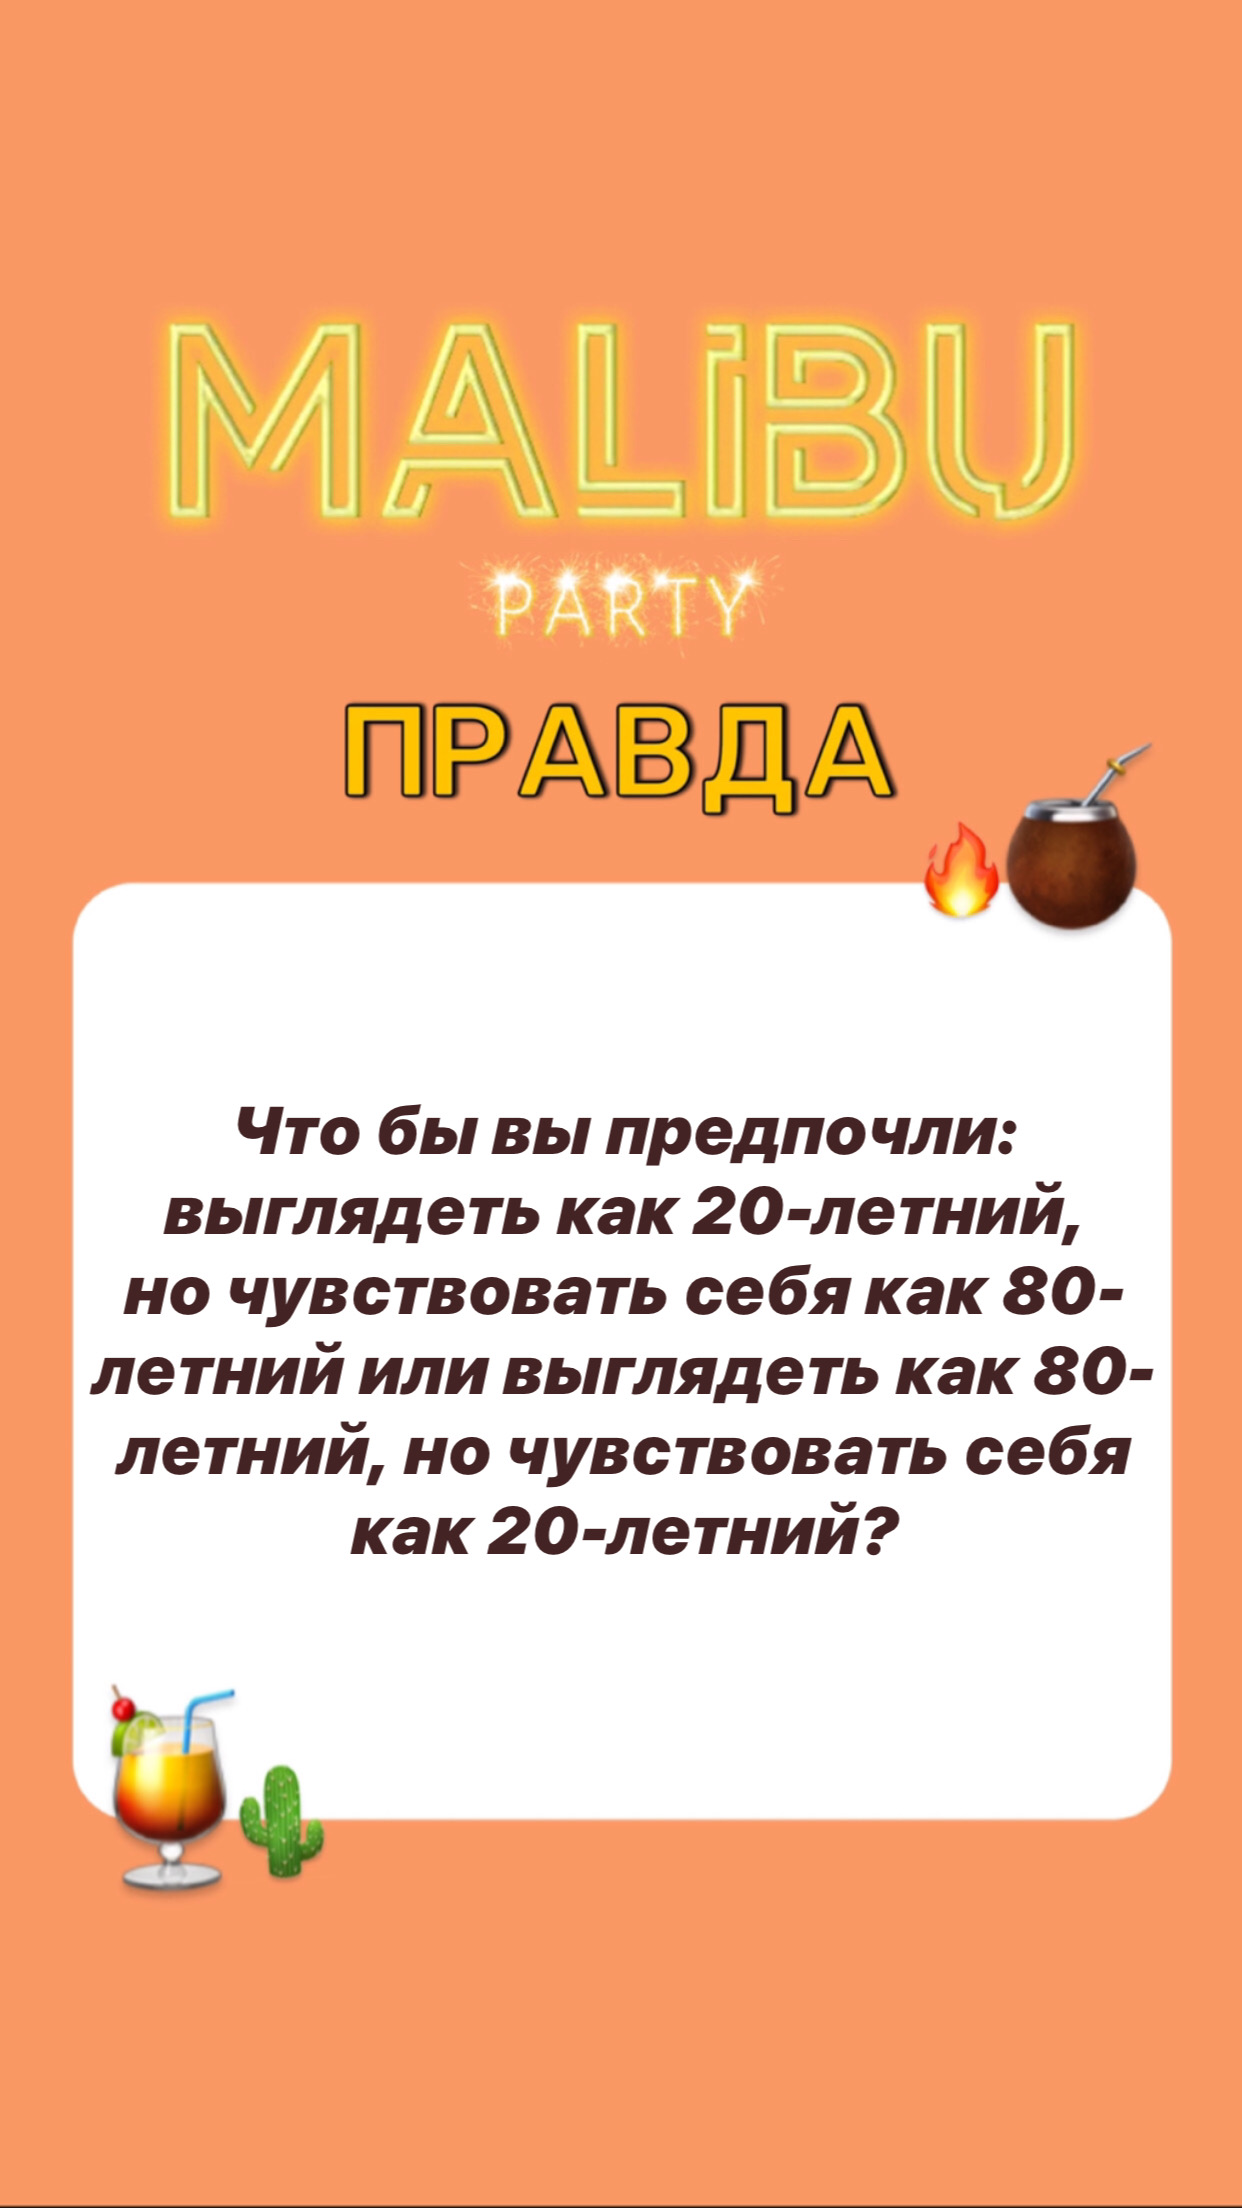 MALiBU
PARTY
ПРАВДА
Что бы вы предпочли:
выглядеть как 20-летний,
но чувствовать себя как 80-
летний или выглядеть как 80-
летний, но чувствовать себя
как 20-летний?